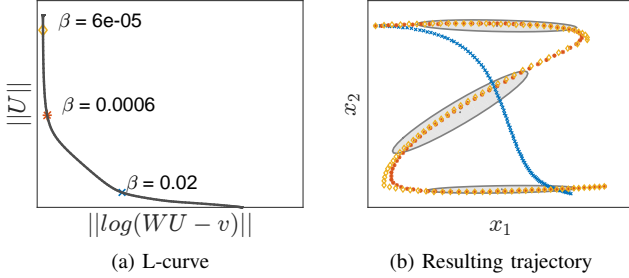 β = 6e-05
β = 0.0006
β = 0.02
||U||
||log(WU − v)||
(a) L-curve
x₂
x₁
(b) Resulting trajectory